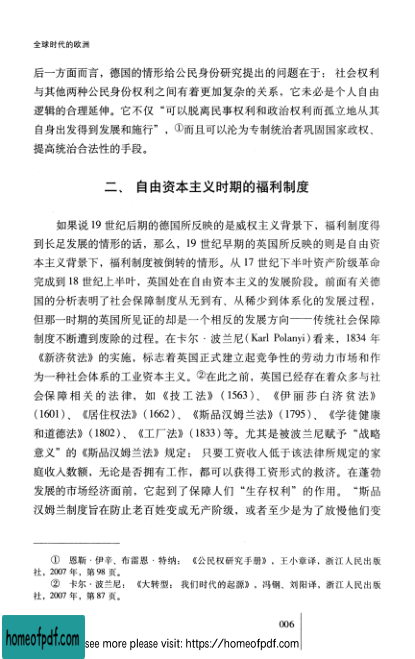 全球时代的欧洲
后一方面而言，德国的情形给公民身份研究提出的问题在于： 社会权利
与其他两种公民身份权利之间有着更加复杂的关系，它未必是个人自由
逻辑的合理延伸。它不仅“可以脱离民事权利和政治权利而孤立地从其
自身出发得到发展和施行”，①而且可以沦为专制统治者巩固国家政权、
提高统治合法性的手段。
二、 自由资本主义时期的福利制度
如果说 19 世纪后期的德国所反映的是威权主义背景下，福利制度得
到长足发展的情形的话，那么，19 世纪早期的英国所反映的则是自由资
本主义背景下，福利制度被倒转的情形。从 17 世纪下半叶资产阶级革命
完成到 18 世纪上半叶，英国处在自由资本主义的发展阶段。前面有关德
国的分析表明了社会保障制度从无到有、从稀少到体系化的发展过程，
但那一时期的英国所见证的却是一个相反的发展方向——传统社会保障
制度不断遭到废除的过程。在卡尔·波兰尼(Karl Polanyi)看来，1834 年
《新济贫法》的实施，标志着英国正式建立起竞争性的劳动力市场和作
为一种社会体系的工业资本主义。②在此之前，英国已经存在着众多与社
会保障相关的法律，如《技工法》(1563)、《伊丽莎白济贫法》
(1601)、《居住权法》(1662)、《斯品汉姆兰法》(1795)、《学徒健康
和道德法》(1802)、《工厂法》(1833)等。尤其是被波兰尼赋予“战略
意义”的《斯品汉姆兰法》规定： 只要工资收入低于该法律所规定的家
庭收入数额，无论是否拥有工作，都可以获得工资形式的救济。在蓬勃
发展的市场经济面前，它起到了保障人们“生存权利”的作用。“斯品
汉姆兰制度旨在防止老百姓变成无产阶级，或者至少是为了放慢他们变
① 恩斯·伊辛、布雷恩·特纳： 《公民权研究手册》，王小章译，浙江人民出版
社，2007 年，第 98 页。
② 卡尔·波兰尼： 《大转型： 我们时代的起源》，冯钢、刘阳译，浙江人民出版
社，2007 年，第 87 页。
006
homeofpdf.com
see more please visit: https://homeofpdf.com